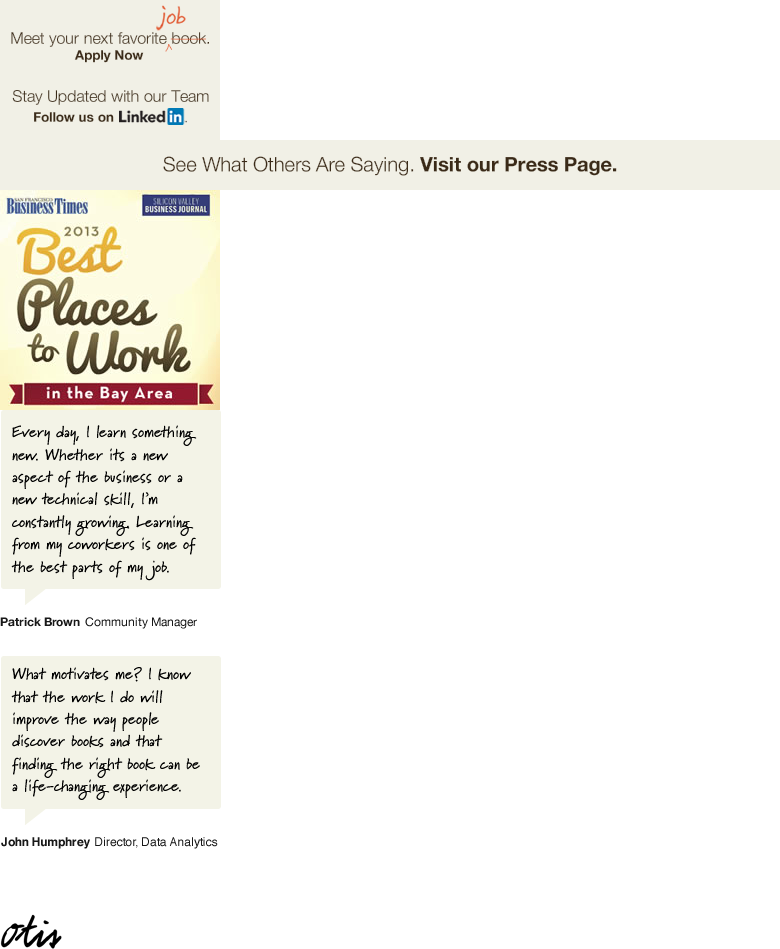 job
Meet your next favorite book.
Apply Now
Stay Updated with our Team
Follow us on Linked in.
See What Others Are Saying. Visit our Press Page.
SAN FRANCISCO
Business Times
SILICON VALLEY
BUSINESS JOURNAL
2013
Best
Places
to Work
in the Bay Area
Every day, I learn something
new. Whether its a new
aspect of the business or a
new technical skill, I'm
constantly growing. Learning
from my coworkers is one of
the best parts of my job.
Patrick Brown Community Manager
What motivates me? I know
that the work I do will
improve the way people
discover books and that
finding the right book can be
a life-changing experience.
John Humphrey Director, Data Analytics
otis